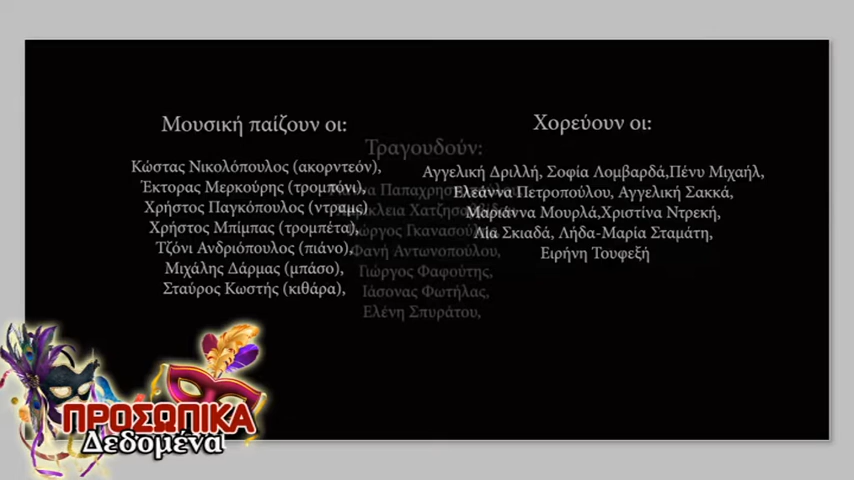 Μουσική παίζουν οι:
Κώστας Νικολόπουλος (ακορντεόν),
Έκτορας Μερκούρης (τρομπόνι),
Χρήστος Παγκόπουλος (ντραμς)
Χρήστος Μπίμπας (τρομπέτα),
Τζόνι Ανδριόπουλος (πιάνο),
Μιχάλης Δάρμας (μπάσο),
Σταύρος Κωστής (κιθάρα),
Τραγουδούν:
Γιώργος Γκανασούλης,
Φανή Αντωνοπούλου,
Γιώργος Φαφούτης,
Ιάσονας Φωτήλας,
Ελένη Σπυράτου,
Χορεύουν οι:
Αγγελική Δριλλή, Σοφία Λομβαρδά,Πένυ Μιχαήλ,
Ελεάννα Πετροπούλου, Αγγελική Σακκά,
Μαριάννα Μουρλά,Χριστίνα Ντρεκή,
Λία Σκιαδά, Λήδα-Μαρία Σταμάτη,
Ειρήνη Τουφεξή
ΠΡΟΣΩΠΙΚΑ
Δεδομένα